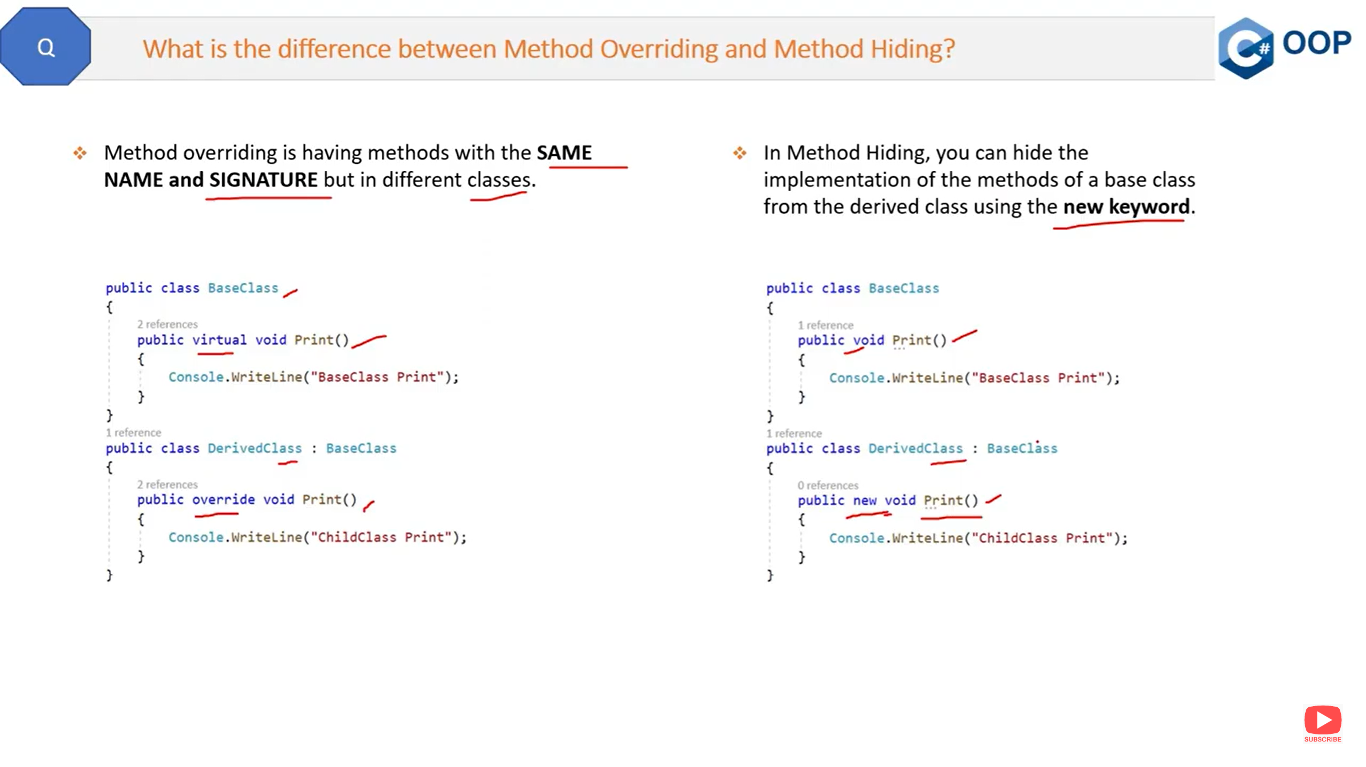 Q
What is the difference between Method Overriding and Method Hiding?
C# OOP
❖ Method overriding is having methods with the SAME
NAME and SIGNATURE but in different classes.
public class BaseClass
{
2 references
public virtual void Print()
{
Console.WriteLine("BaseClass Print");
}
}
1 reference
public class DerivedClass : BaseClass
{
2 references
public override void Print()
{
Console.WriteLine("ChildClass Print");
}
}
❖ In Method Hiding, you can hide the
implementation of the methods of a base class
from the derived class using the new keyword.
public class BaseClass
{
1 reference
public void Print()
{
Console.WriteLine("BaseClass Print");
}
}
1 reference
public class DerivedClass : BaseClass
{
0 references
public new void Print()
{
Console.WriteLine("ChildClass Print");
}
}
SUBSCRIBE